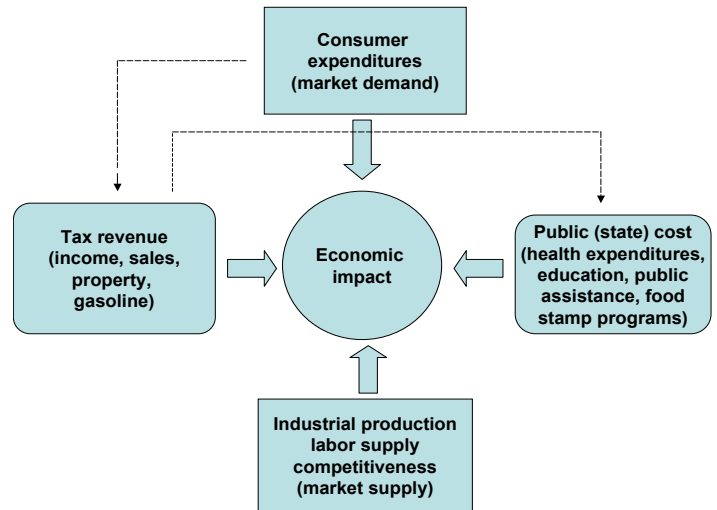 Consumer
expenditures
(market demand)
Tax revenue
(income, sales,
property,
gasoline)
Economic
impact
Public (state) cost
(health expenditures,
education, public
assistance, food
stamp programs)
Industrial production
labor supply
competitiveness
(market supply)